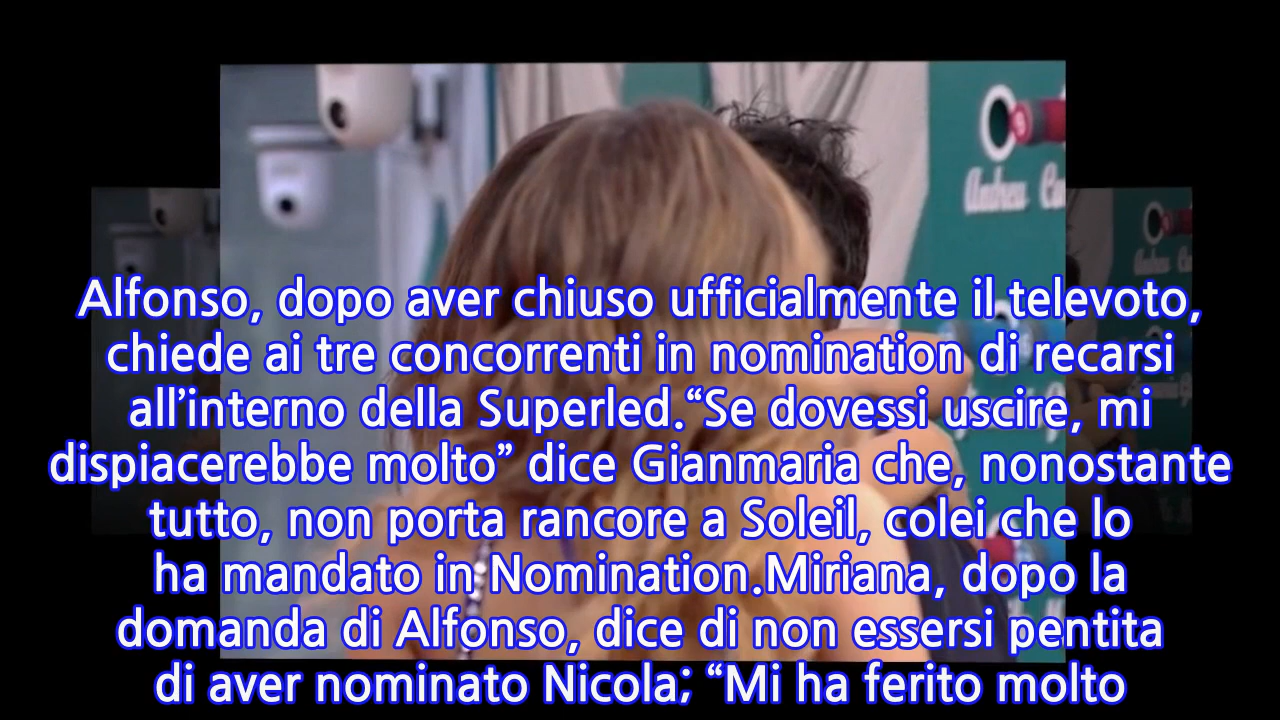 Andrea
Alfonso, dopo aver chiuso ufficialmente il televoto,
chiede ai tre concorrenti in nomination di recarsi
all’interno della Superled.“Se dovessi uscire, mi
dispiacerebbe molto” dice Gianmaria che, nonostante
tutto, non porta rancore a Soleil, colei che lo
ha mandato in Nomination.Miriana, dopo la
domanda di Alfonso, dice di non essersi pentita
di aver nominato Nicola; “Mi ha ferito molto